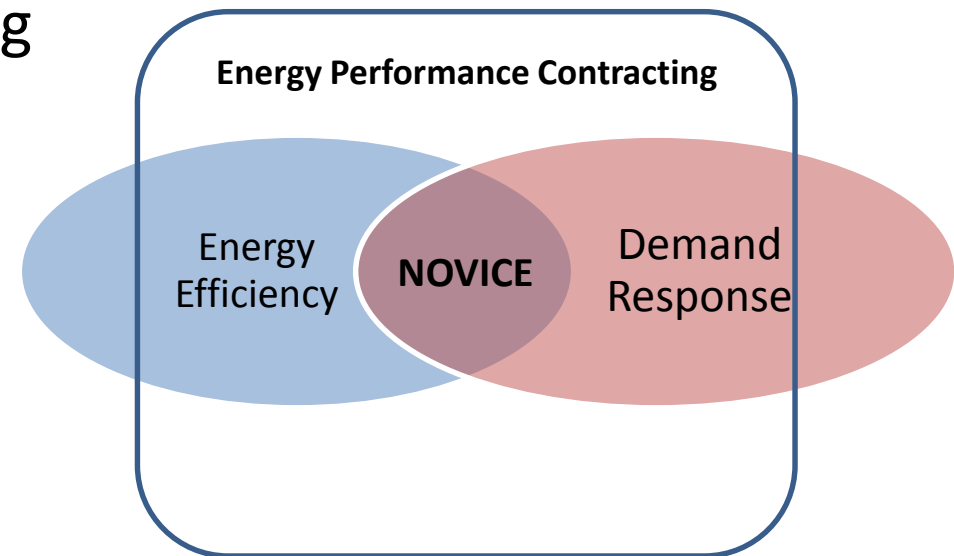 g
Energy Performance Contracting
Energy
Efficiency
NOVICE
Demand
Response